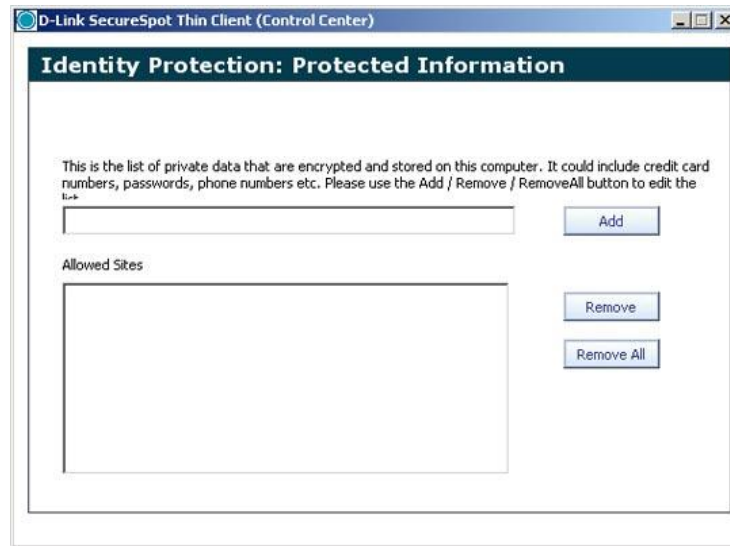 D-Link SecureSpot Thin Client (Control Center)
Identity Protection: Protected Information
This is the list of private data that are encrypted and stored on this computer. It could include credit card
numbers, passwords, phone numbers etc. Please use the Add / Remove / RemoveAll button to edit the
Add
Allowed Sites
Remove
Remove All